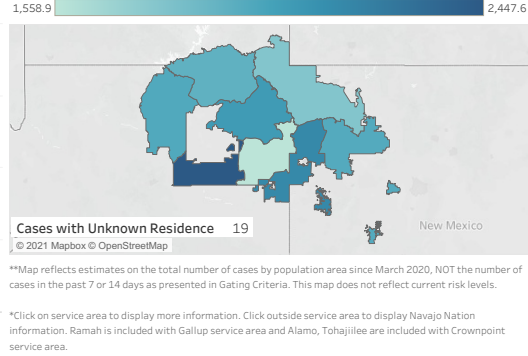 1,558.9 2,447.6
New Mexico
Cases with Unknown Residence 19
© 2021 Mapbox © OpenStreetMap
**Map reflects estimates on the total number of cases by population area since March 2020, NOT the number of
cases in the past 7 or 14 days as presented in Gating Criteria. This map does not reflect current risk levels.
*Click on service area to display more information. Click outside service area to display Navajo Nation
information. Ramah is included with Gallup service area and Alamo, Tohajiilee are included with Crownpoint
service area.